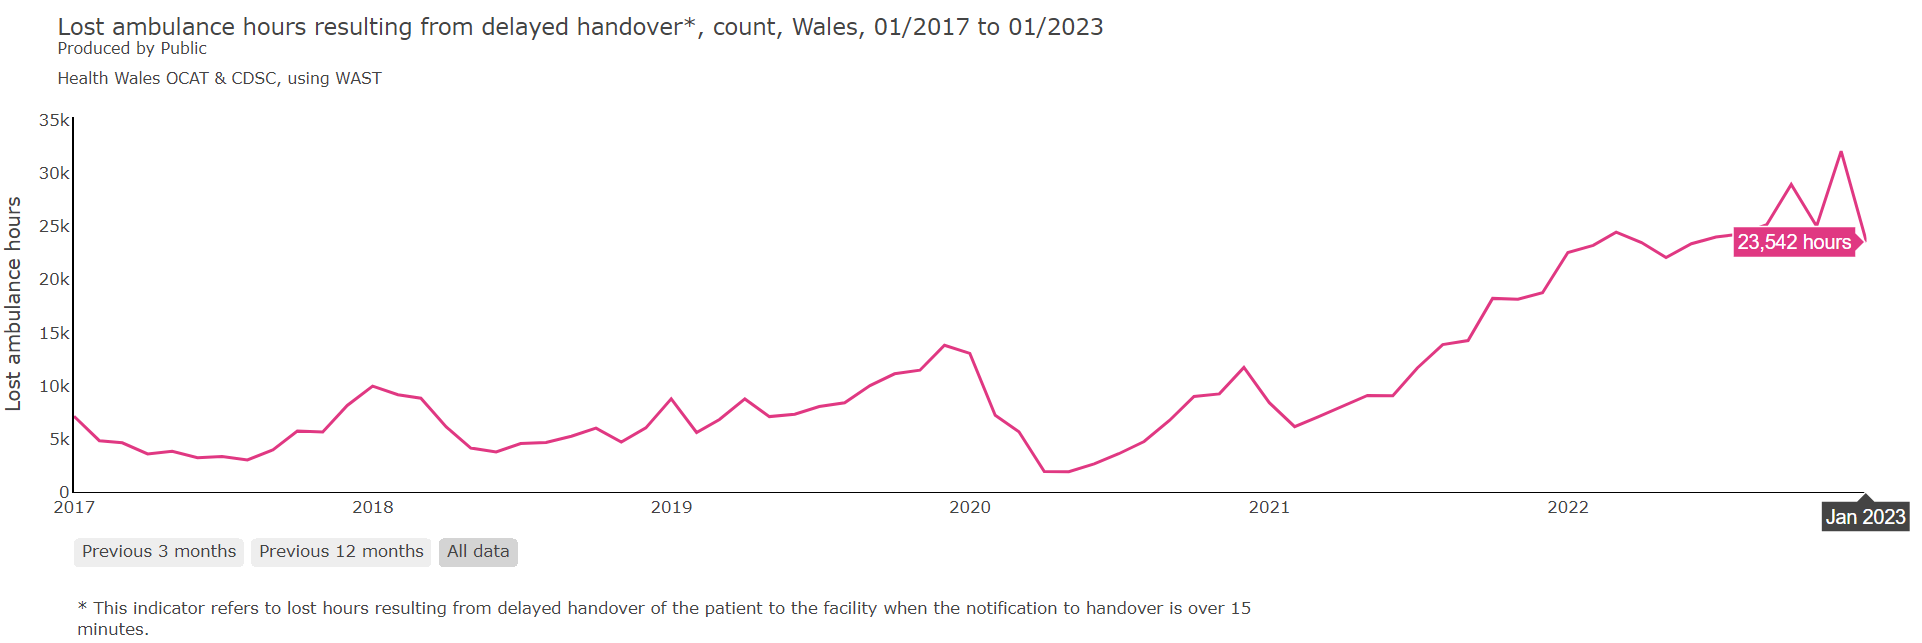 Lost ambulance hours resulting from delayed handover*, count, Wales, 01/2017 to 01/2023
Produced by Public
Health Wales OCAT & CDSC, using WAST
35k
30k
25k
20k
15k
10k
5k
0
Lost ambulance hours
23,542 hours
2017
2018
2019
2020
2021
2022
Jan 2023
Previous 3 months
Previous 12 months
All data
* This indicator refers to lost hours resulting from delayed handover of the patient to the facility when the notification to handover is over 15
minutes.